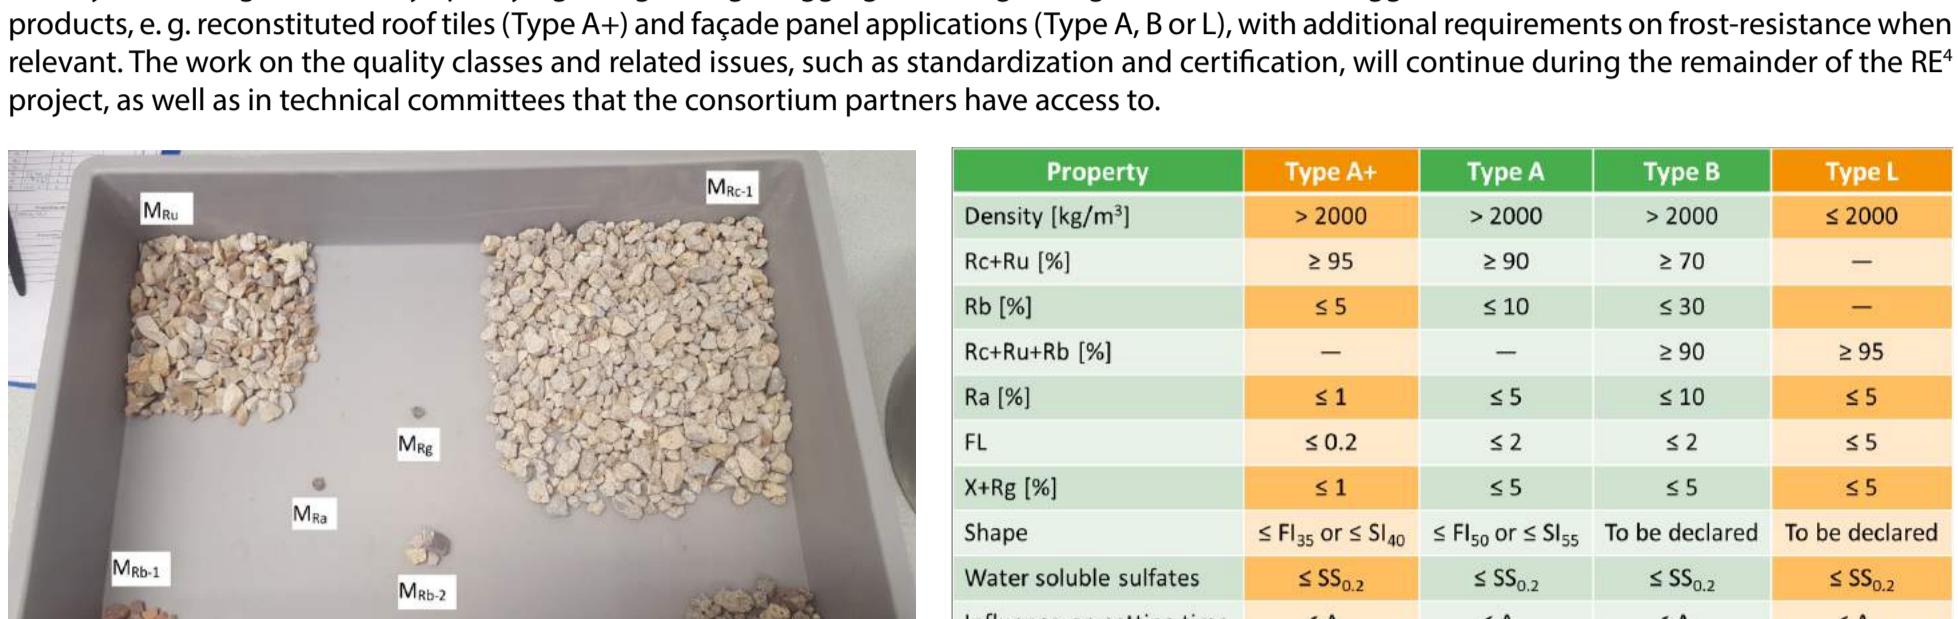 products, e. g. reconstituted roof tiles (Type A+) and façade panel applications (Type A, B or L), with additional requirements on frost-resistance when
relevant. The work on the quality classes and related issues, such as standardization and certification, will continue during the remainder of the RE⁴
project, as well as in technical committees that the consortium partners have access to.
MRu
MRc-1
MRg
MRa
MRb-1
MRb-2
Property Type A+ Type A Type B Type L
Density [kg/m³] > 2000 > 2000 > 2000 ≤ 2000
Rc+Ru [%] ≥ 95 ≥ 90 ≥ 70 —
Rb [%] ≤ 5 ≤ 10 ≤ 30 —
Rc+Ru+Rb [%] — — ≥ 90 ≥ 95
Ra [%] ≤ 1 ≤ 5 ≤ 10 ≤ 5
FL ≤ 0.2 ≤ 2 ≤ 2 ≤ 5
X+Rg [%] ≤ 1 ≤ 5 ≤ 5 ≤ 5
Shape ≤ FI35 or ≤ SI40 ≤ FI50 or ≤ SI55 To be declared To be declared
Water soluble sulfates ≤ SS0.2 ≤ SS0.2 ≤ SS0.2 ≤ SS0.2